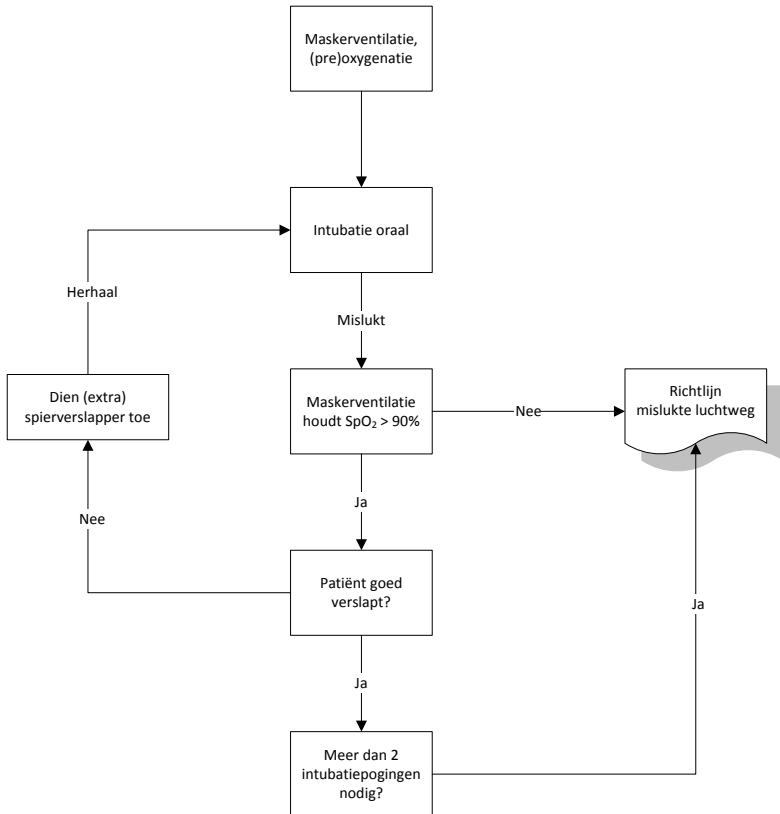 Maskerventilatie,
(pre)oxygenatie
Intubatie oraal
Herhaal
Mislukt
Dien (extra)
spierverslapper toe
Maskerventilatie
houdt SpO₂ > 90%
Nee
Richtlijn
mislukte luchtweg
Ja
Nee
Patiënt goed
verslapt?
Ja
Ja
Meer dan 2
intubatiepogingen
nodig?